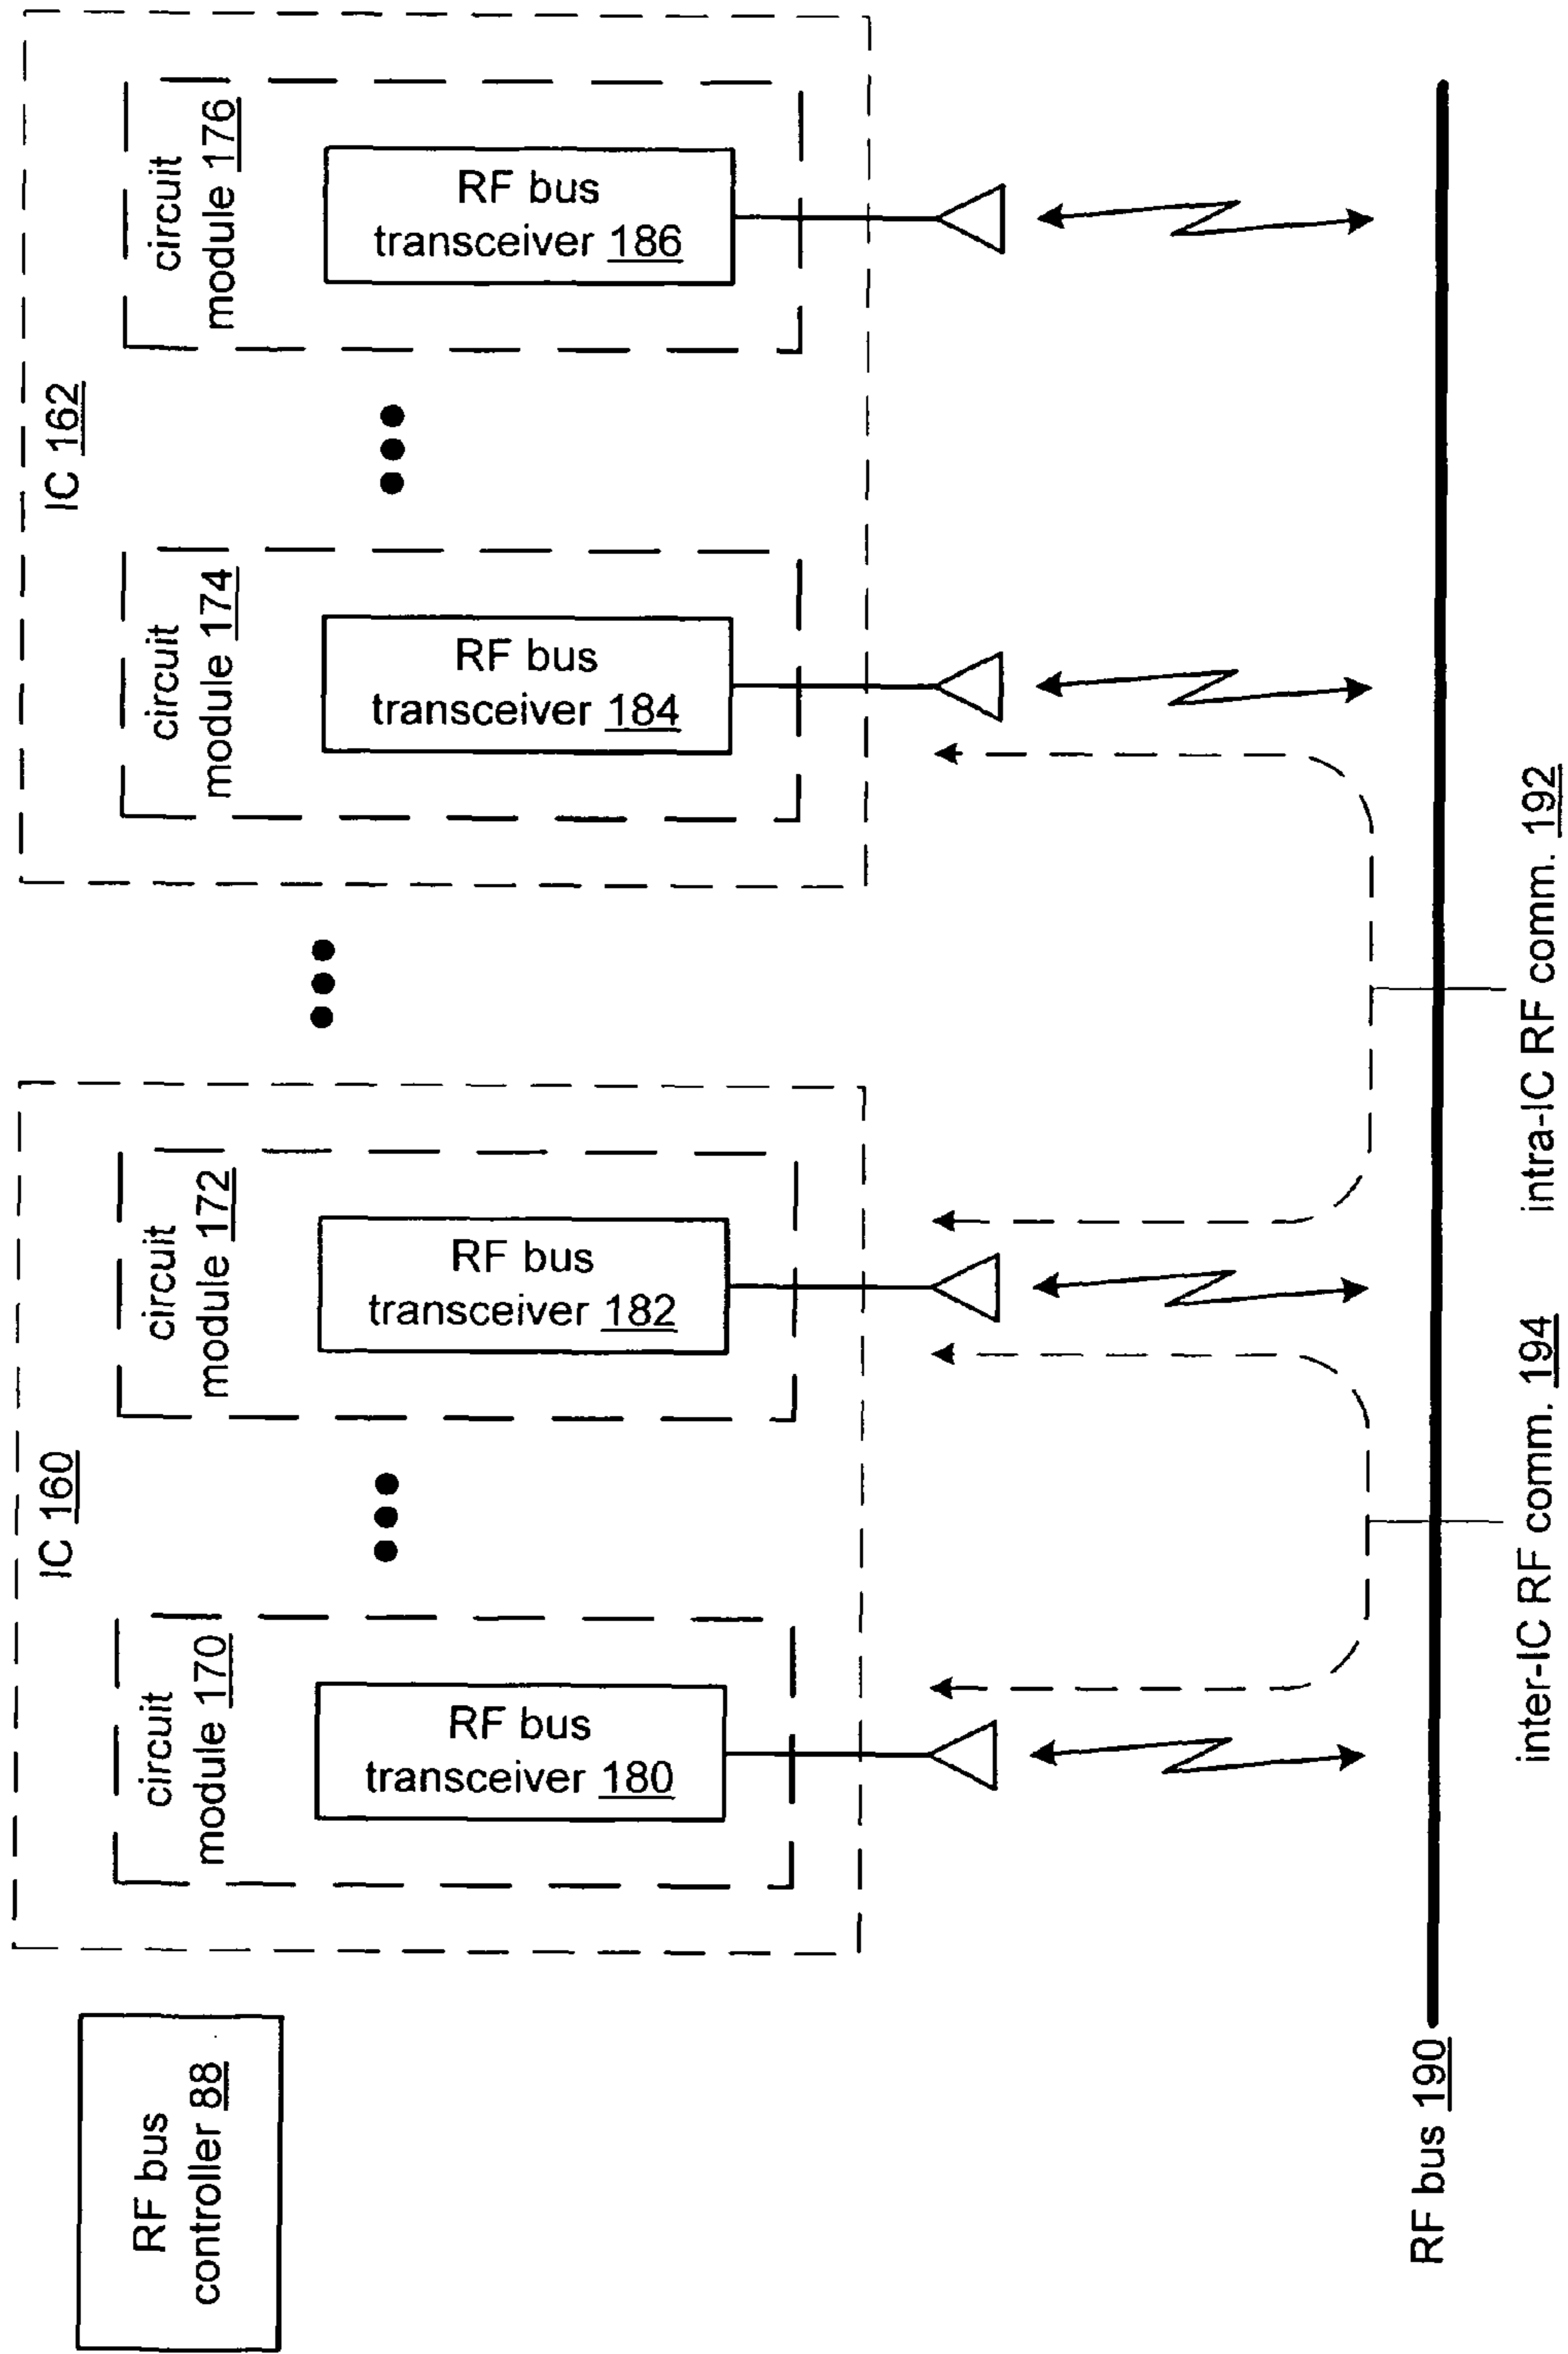 RF bus
controller 88
IC 160
circuit
module 170
RF bus
transceiver 180
circuit
module 172
RF bus
transceiver 182
IC 162
circuit
module 174
RF bus
transceiver 184
circuit
module 176
RF bus
transceiver 186
RF bus 190
inter-IC RF comm. 194
intra-IC RF comm. 192